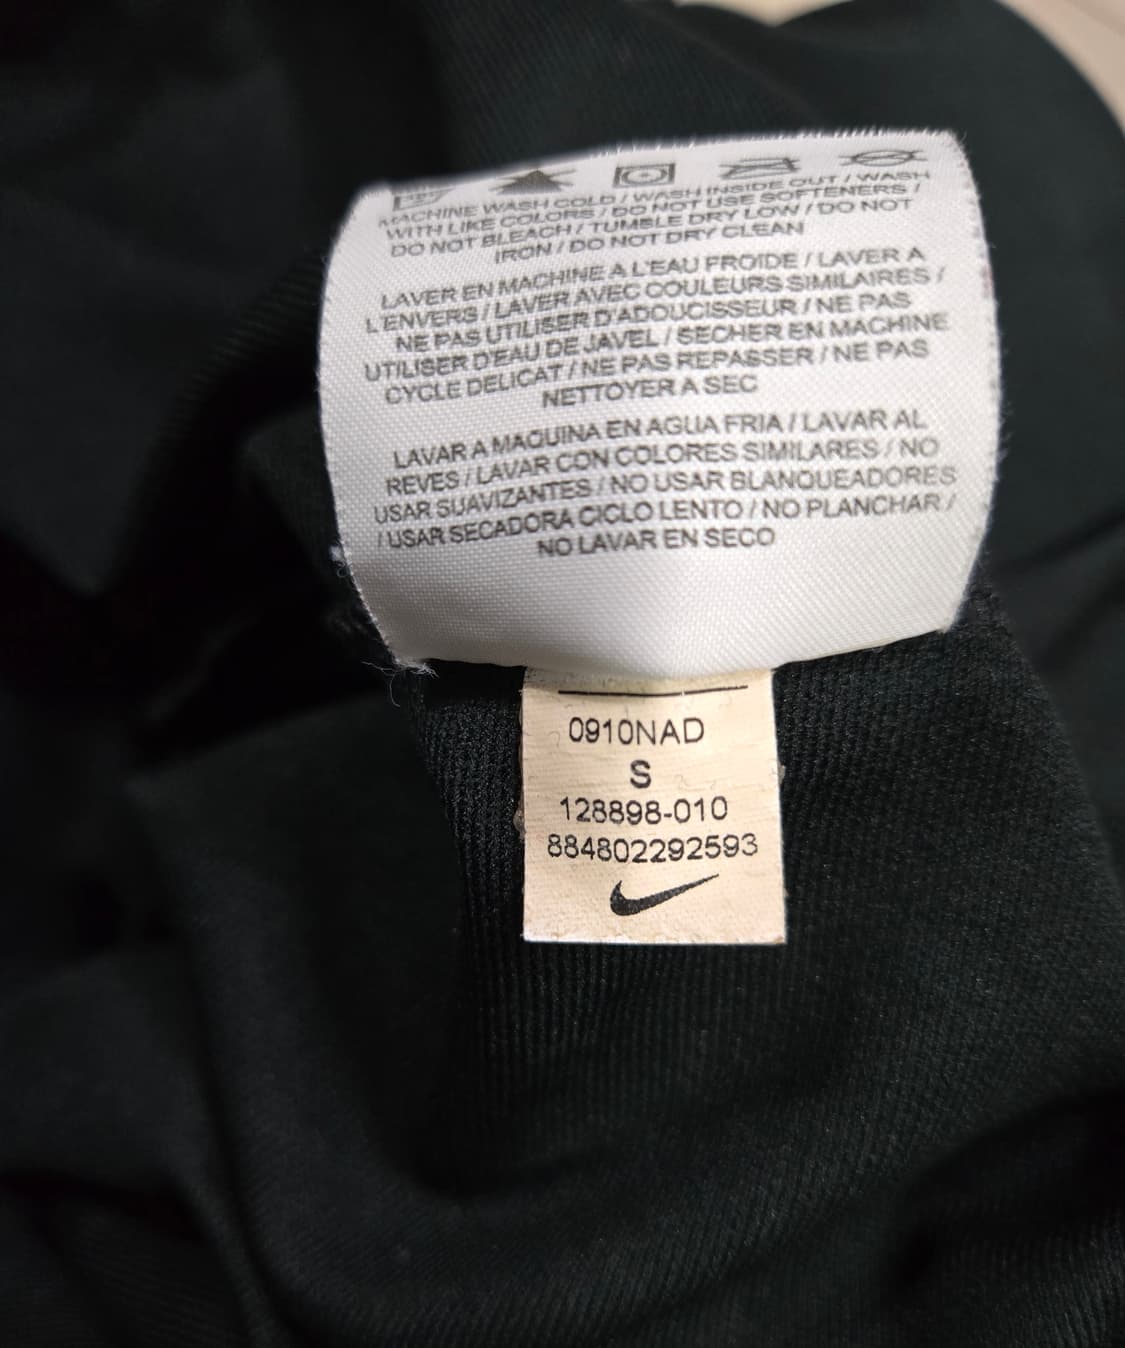 MACHINE WASH COLD / WASH INSIDE OUT / WASH
WITH LIKE COLORS / DO NOT USE SOFTENERS /
DO NOT BLEACH / TUMBLE DRY LOW / DO NOT
IRON / DO NOT DRY CLEAN
LAVER EN MACHINE A L'EAU FROIDE / LAVER A
L'ENVERS / LAVER AVEC COULEURS SIMILAIRES /
NE PAS UTILISER D'ADOUCISSEUR / NE PAS
UTILISER D'EAU DE JAVEL / SECHER EN MACHINE
CYCLE DELICAT / NE PAS REPASSER / NE PAS
NETTOYER A SEC
LAVAR A MAQUINA EN AGUA FRIA / LAVAR AL
REVES / LAVAR CON COLORES SIMILARES / NO
USAR SUAVIZANTES / NO USAR BLANQUEADORES
/ USAR SECADORA CICLO LENTO / NO PLANCHAR /
NO LAVAR EN SECO
0910NAD
S
128898-010
884802292593